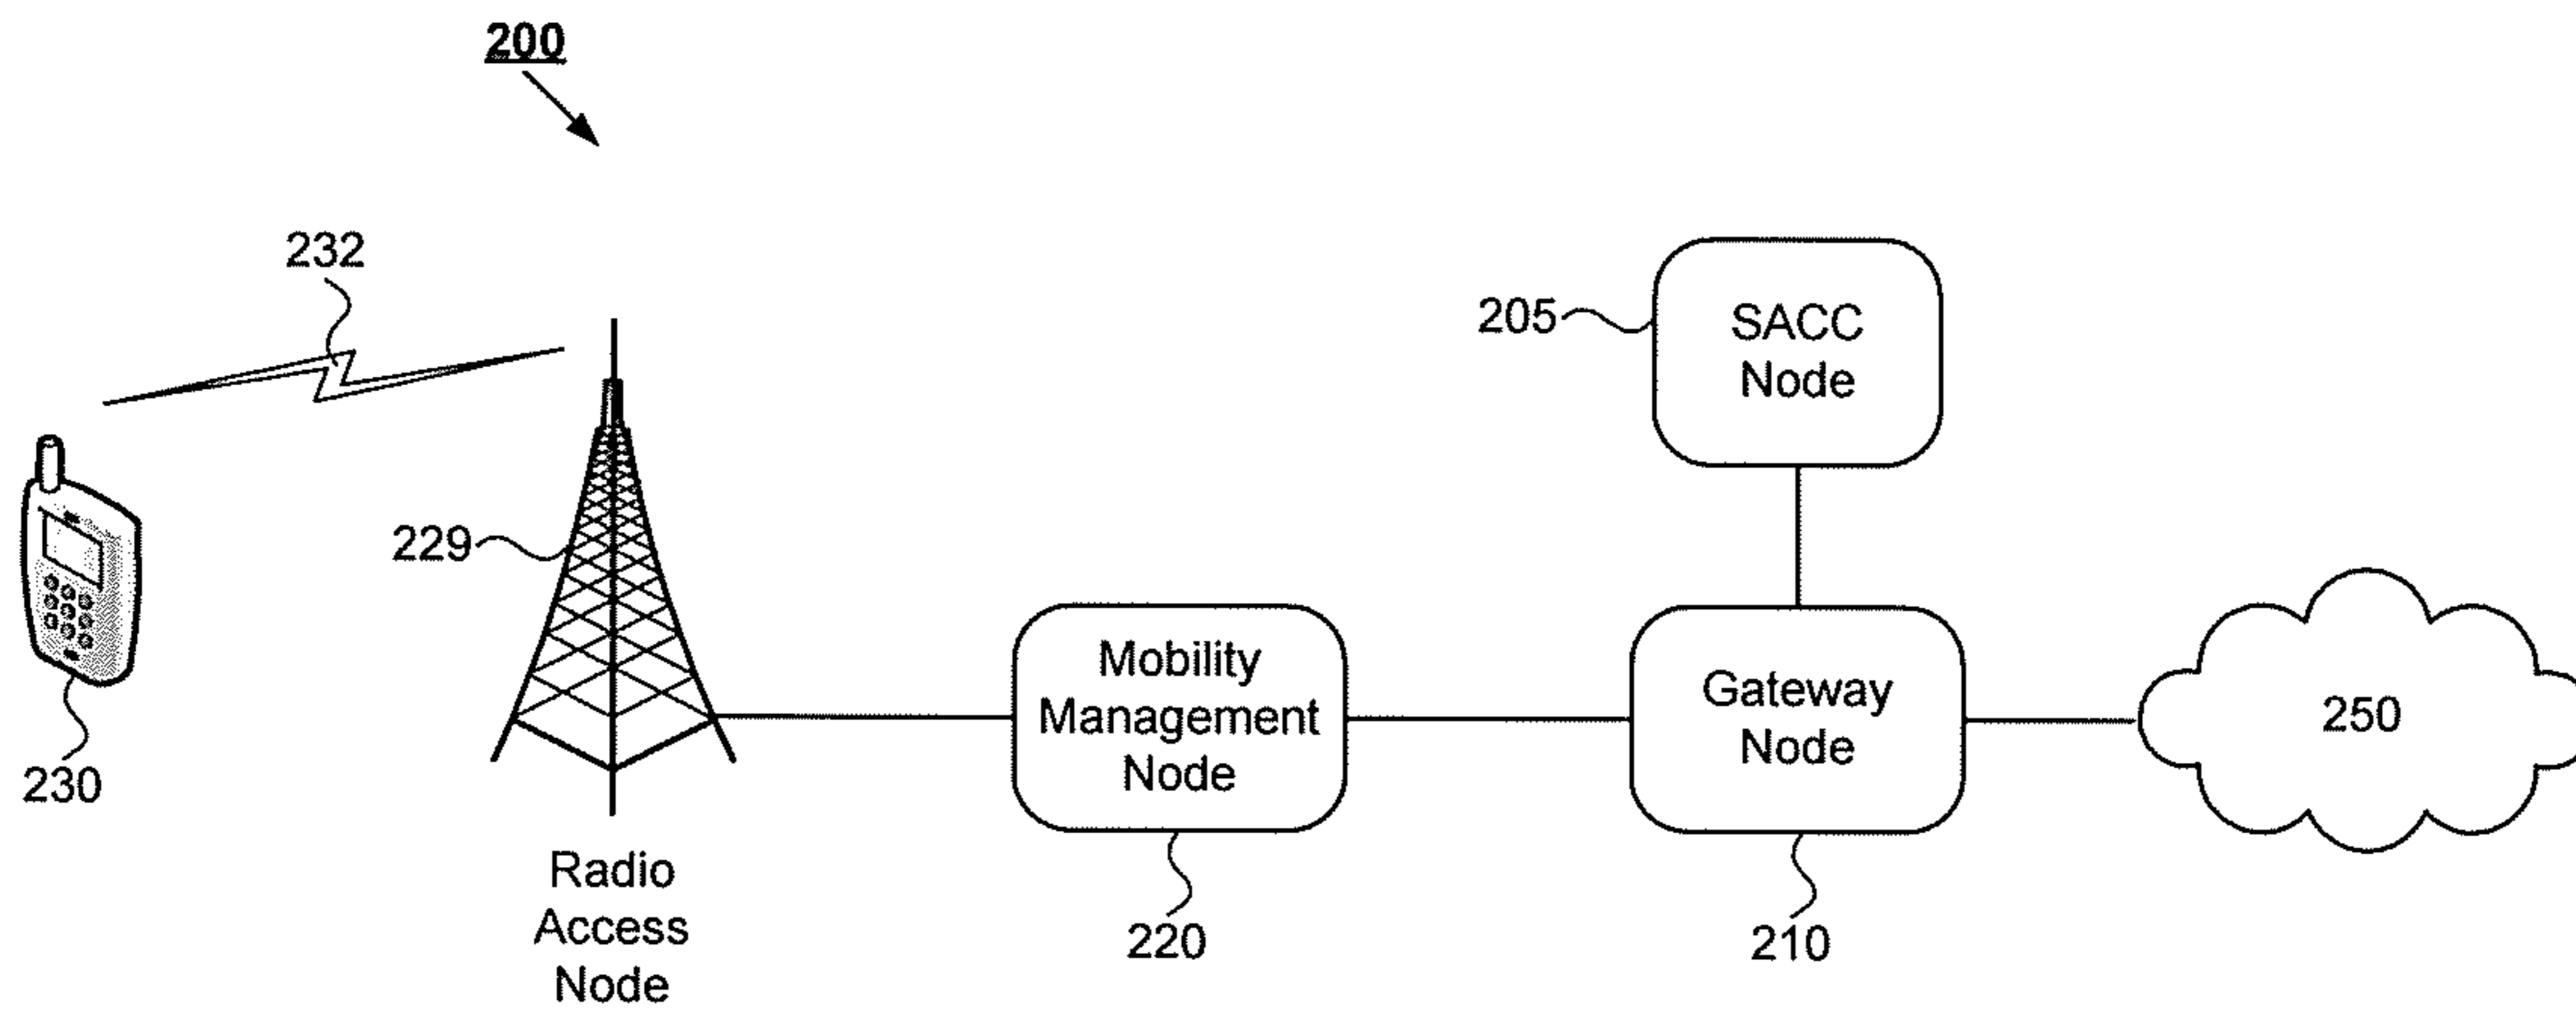 200
232
205
SACC
Node
229
230
Mobility
Management
Node
Gateway
Node
250
Radio
Access
Node
220
210